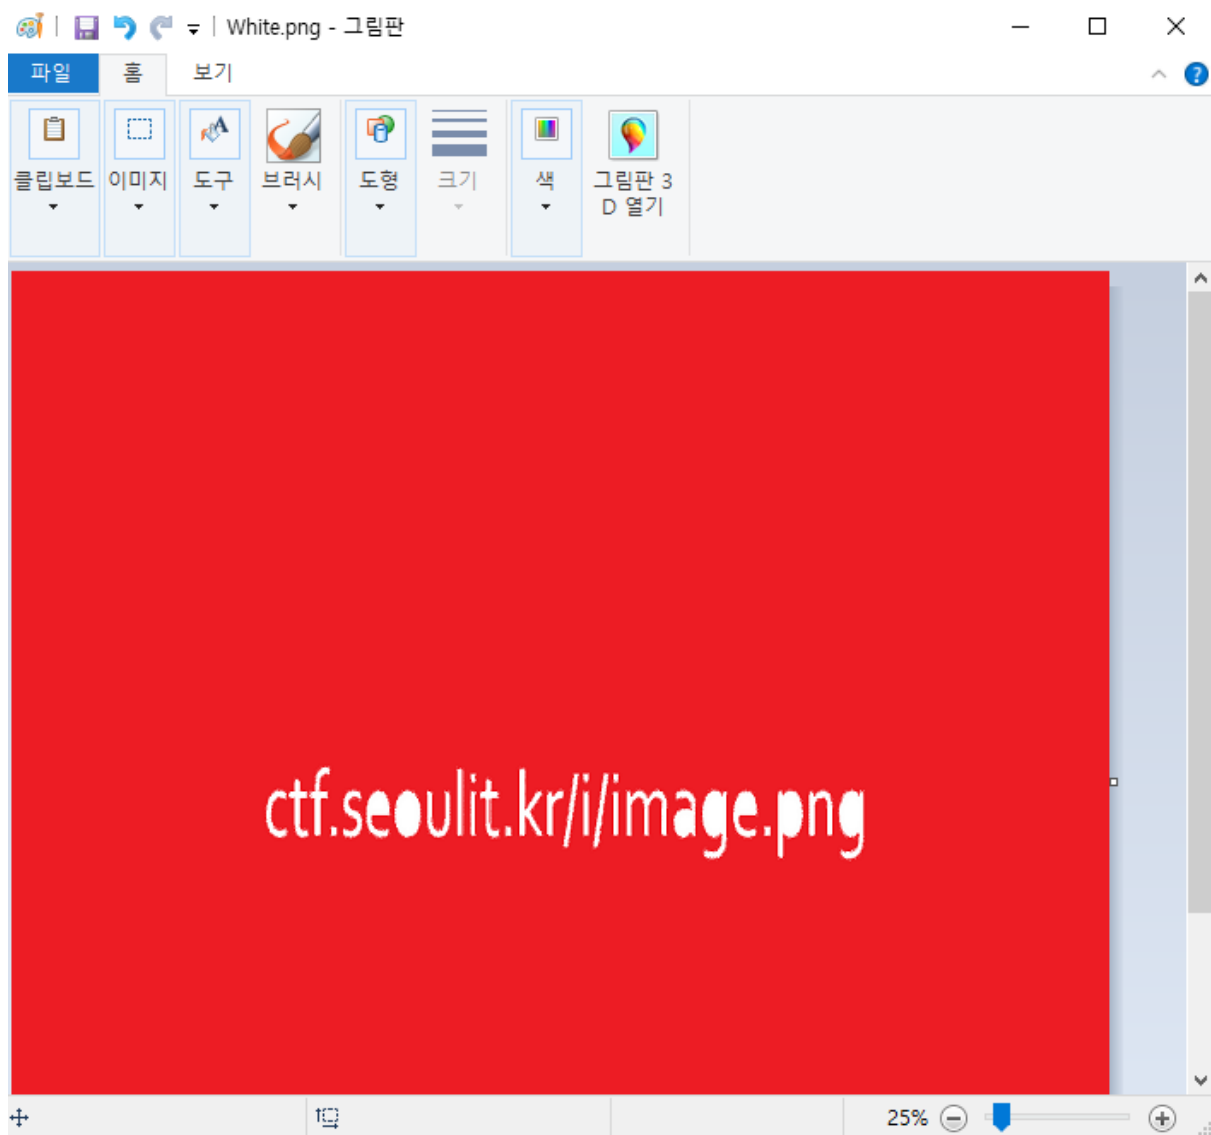 White.png - 그림판
파일 홈 보기
클립보드 이미지 도구 브러시 도형 크기 색 그림판 3
D 열기
ctf.seoulit.kr/i/image.png
25%